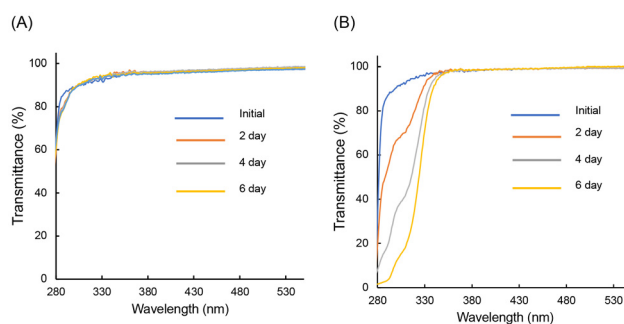 (A)
(B)
Transmittance (%)
100
80
60
40
20
0
280
330
380
430
480
530
Wavelength (nm)
Initial
2 day
4 day
6 day
Transmittance (%)
100
80
60
40
20
0
280
330
380
430
480
530
Wavelength (nm)
Initial
2 day
4 day
6 day